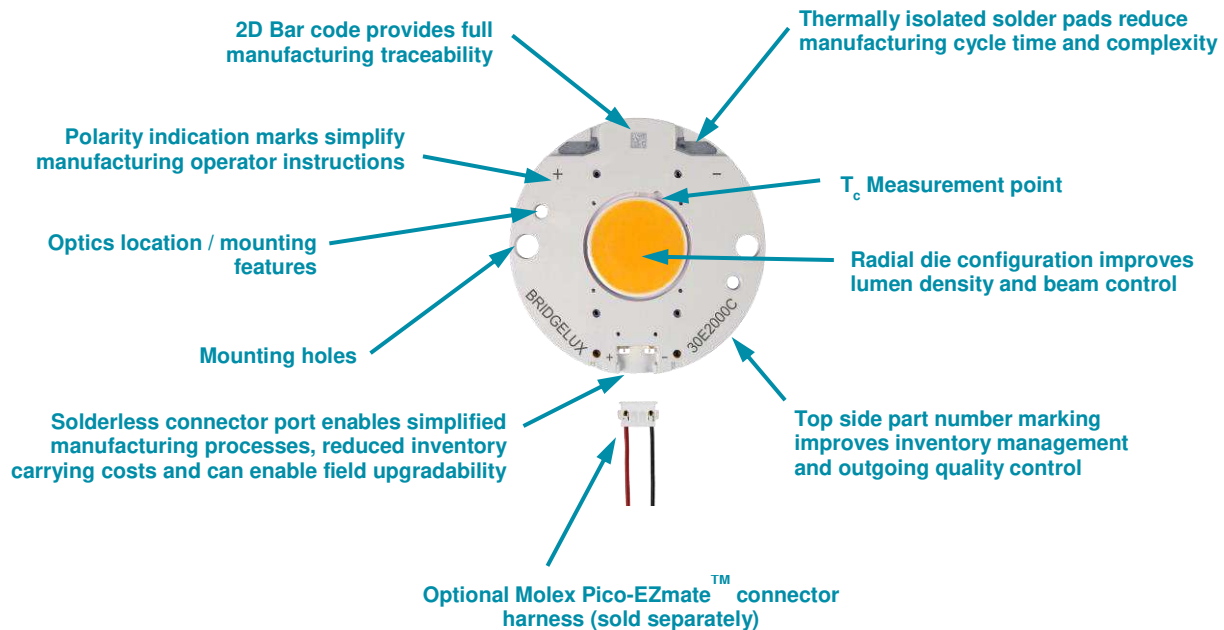 2D Bar code provides full
manufacturing traceability
Thermally isolated solder pads reduce
manufacturing cycle time and complexity
Polarity indication marks simplify
manufacturing operator instructions
+
−
Tc Measurement point
Optics location / mounting
features
Radial die configuration improves
lumen density and beam control
BRIDGELUX
30E2000C
Mounting holes
+
−
Solderless connector port enables simplified
manufacturing processes, reduced inventory
carrying costs and can enable field upgradability
Top side part number marking
improves inventory management
and outgoing quality control
Optional Molex Pico-EZmate™ connector
harness (sold separately)